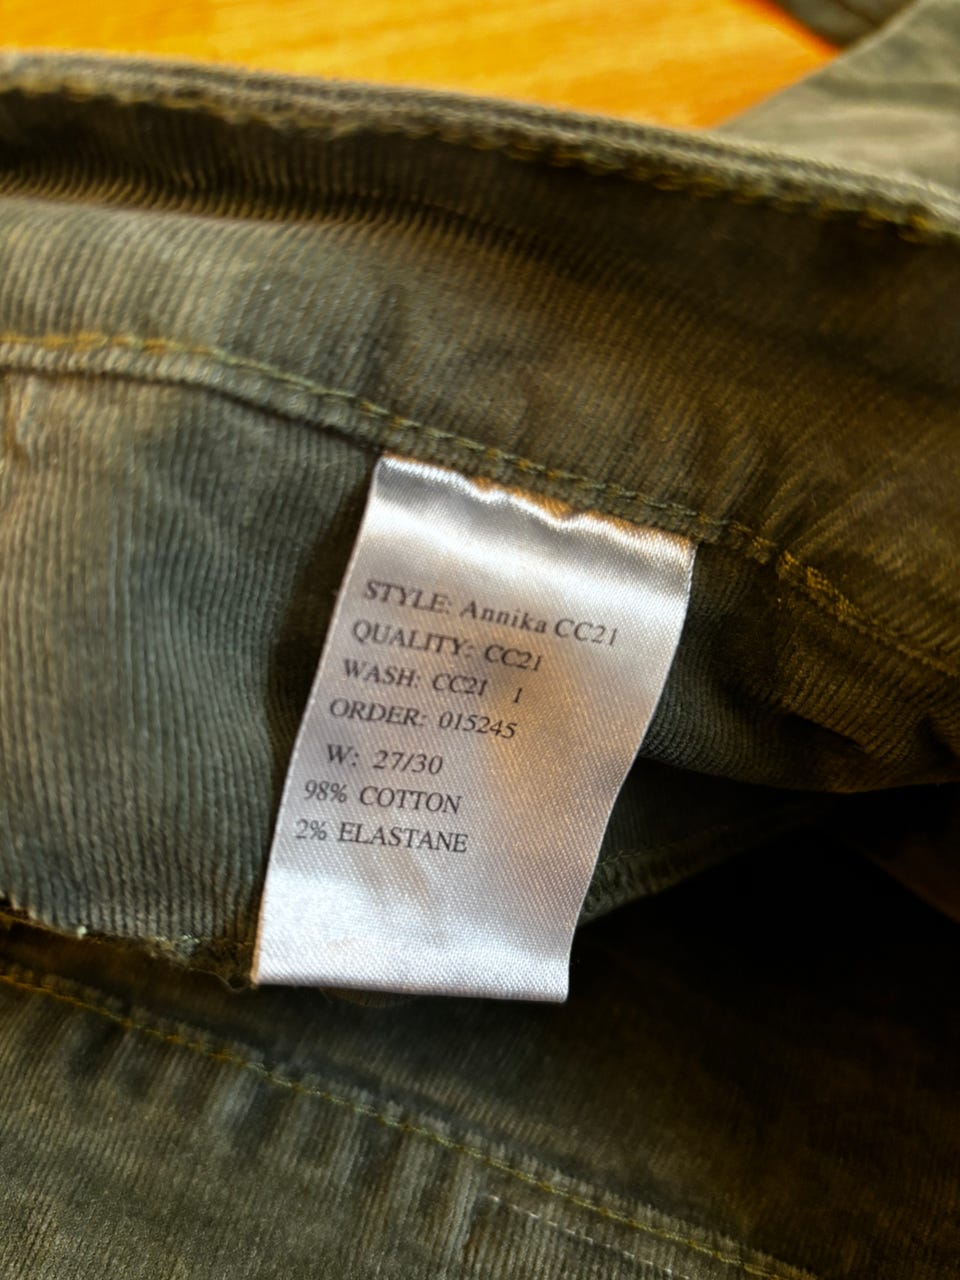 STYLE: Annika CC21
QUALITY: CC21
WASH: CC21 1
ORDER: 015245
W: 27/30
98% COTTON
2% ELASTANE